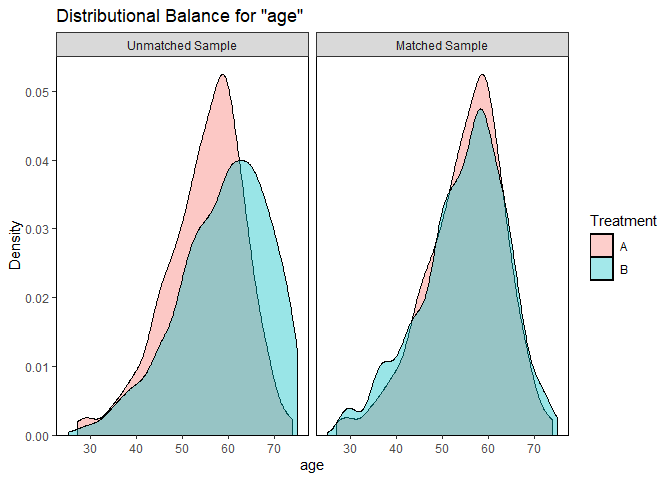 Distributional Balance for "age"
Unmatched Sample
Matched Sample
Density
0.05
0.04
0.03
0.02
0.01
0.00
30 40 50 60 70
30 40 50 60 70
age
Treatment
A
B